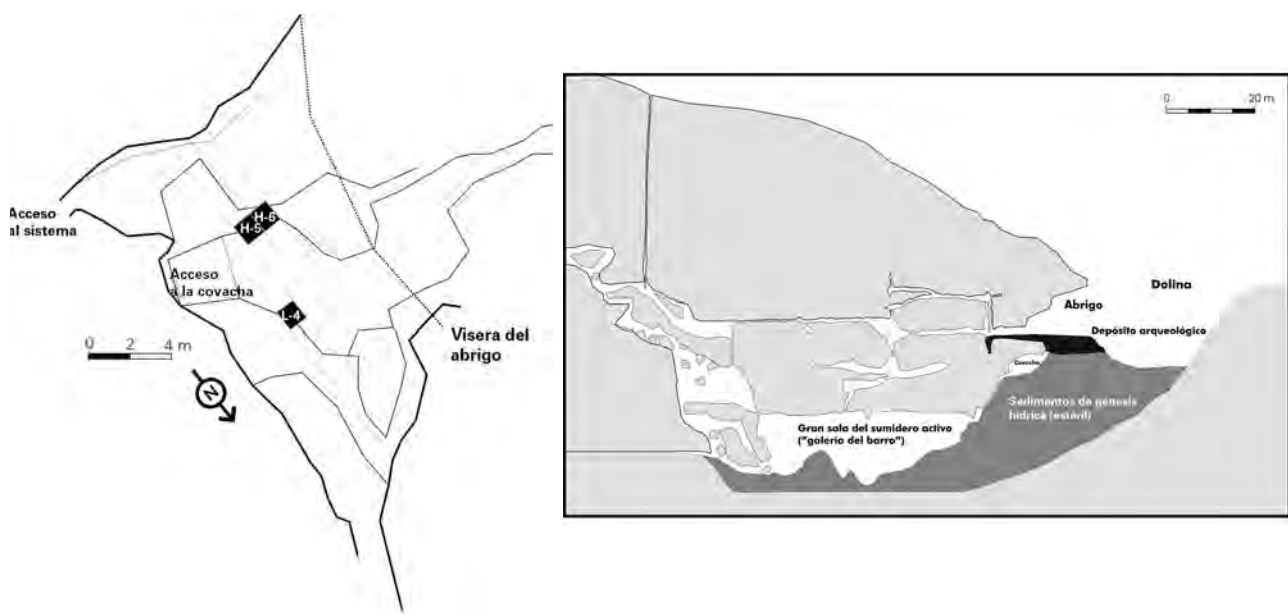 Acceso
al sistema
H-6
H-5
Acceso
a la covacha
L-4
0 2 4 m
N
Visera del
abrigo
0 20 m
Dolina
Abrigo
Depósito arqueológico
Covacha
Sedimentos de génesis
hídrica (estéril)
Gran sala del sumidero activo
("galería del barro")